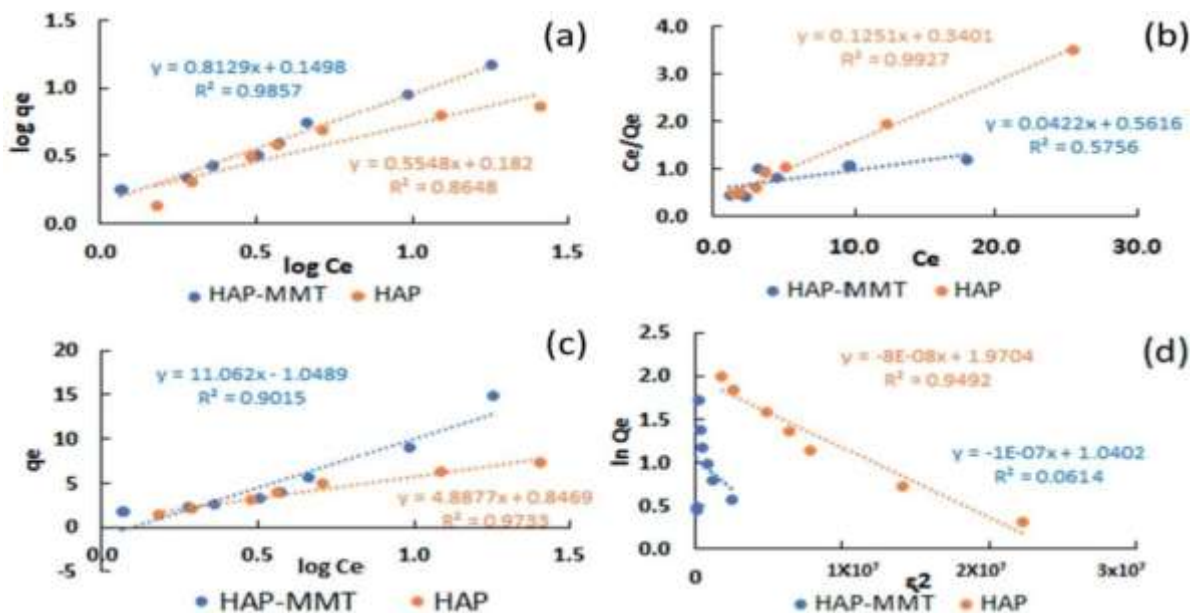 (a)
1.5
1.0
0.5
0.0
log qe
y = 0.8129x + 0.1498
R² = 0.9857
y = 0.5548x + 0.182
R² = 0.8648
0.0 0.5 1.0 1.5
log Ce
HAP-MMT HAP
(b)
4.0
3.0
2.0
1.0
0.0
Ce/Qe
y = 0.1251x + 0.3401
R² = 0.9927
y = 0.0422x + 0.5616
R² = 0.5756
0.0 10.0 20.0 30.0
Ce
HAP-MMT HAP
(c)
20
15
10
5
0
-5
qe
y = 11.062x - 1.0489
R² = 0.9015
y = 4.8877x + 0.8469
R² = 0.9733
0.0 0.5 1.0 1.5
log Ce
HAP-MMT HAP
(d)
2.5
2.0
1.5
1.0
0.5
0.0
ln Qe
y = -8E-08x + 1.9704
R² = 0.9492
y = -1E-07x + 1.0402
R² = 0.0614
0 1X10⁷ 2X10⁷ 3x10⁷
ε2
HAP-MMT HAP